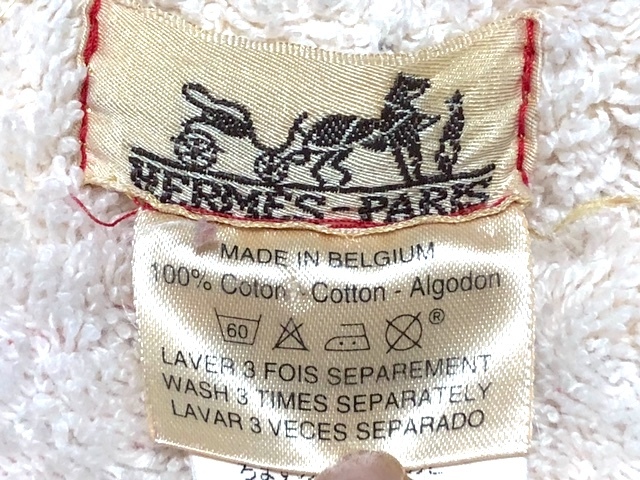 HERMES-PARIS
MADE IN BELGIUM
100% Coton - Cotton - Algodon
60 ®
LAVER 3 FOIS SEPAREMENT
WASH 3 TIMES SEPARATELY
LAVAR 3 VECES SEPARADO